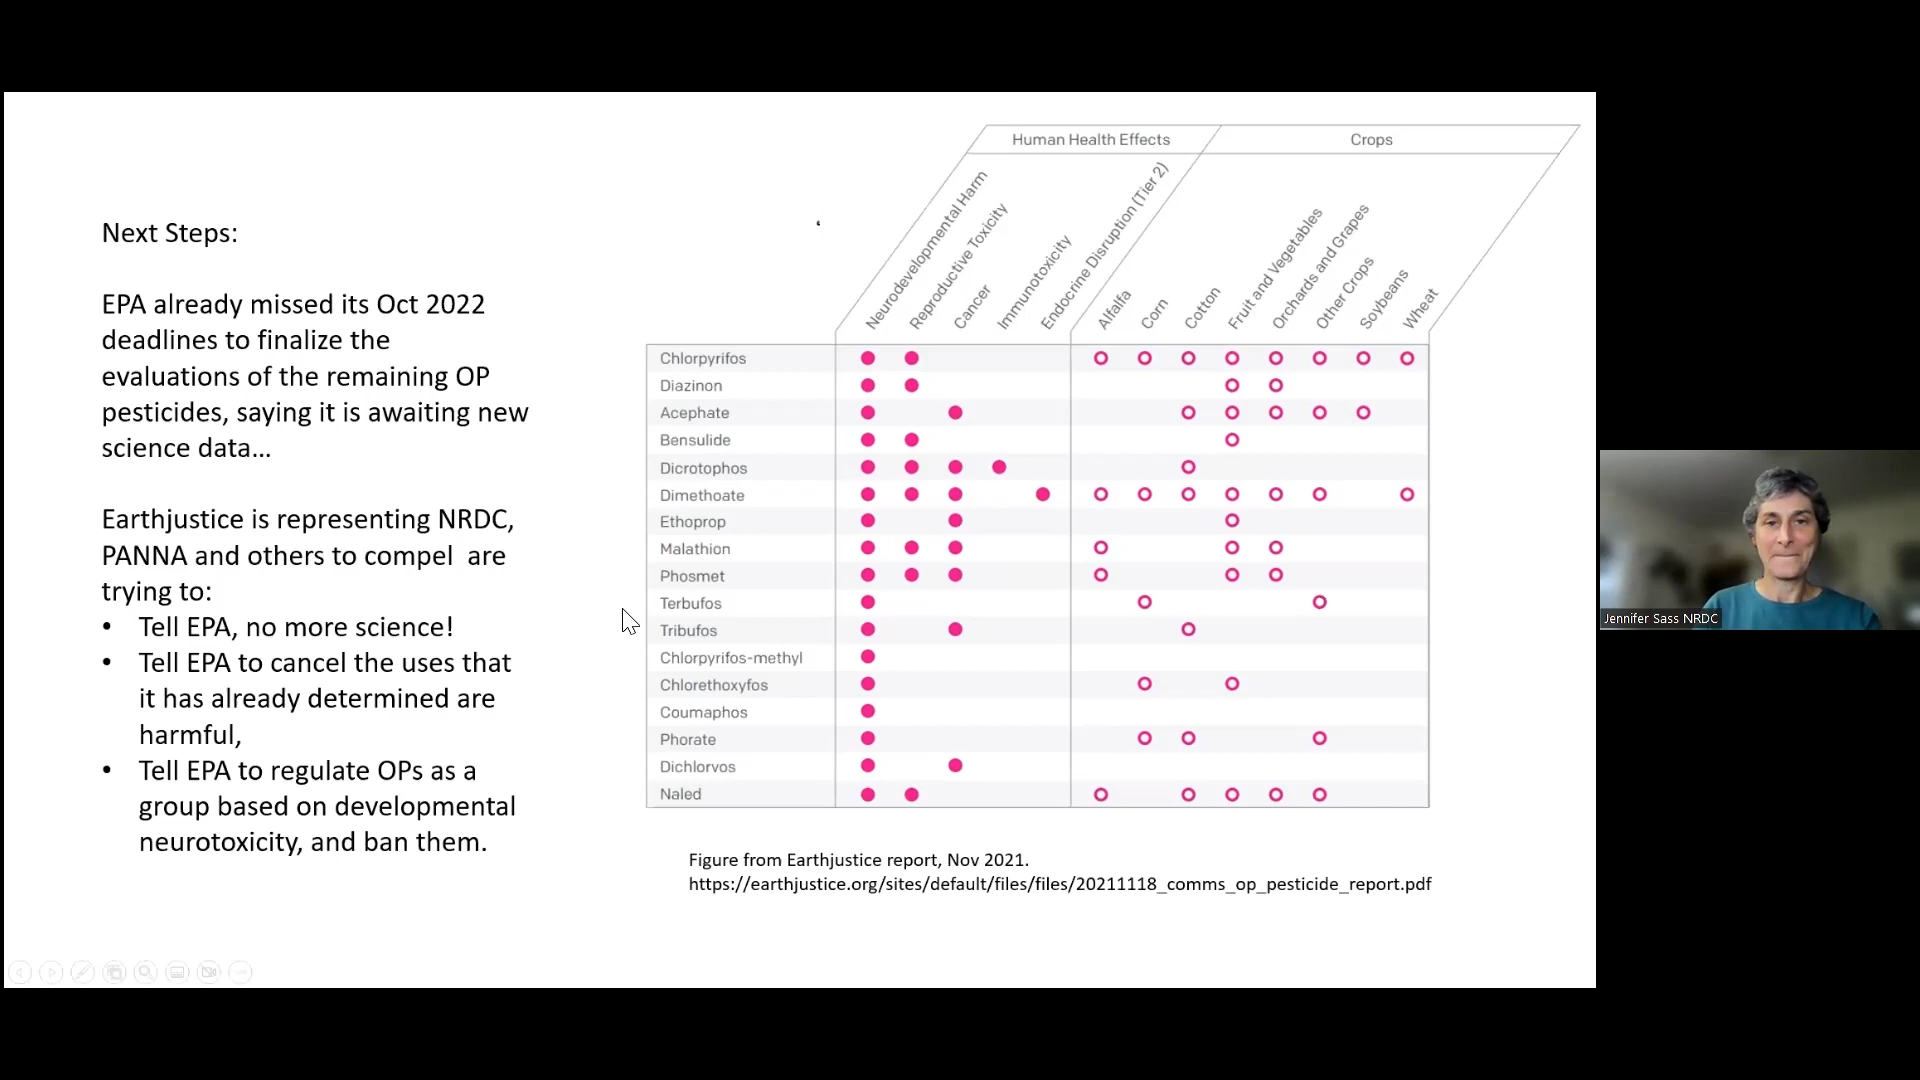 Next Steps:
EPA already missed its Oct 2022
deadlines to finalize the
evaluations of the remaining OP
pesticides, saying it is awaiting new
science data...
Earthjustice is representing NRDC,
PANNA and others to compel  are
trying to:
• Tell EPA, no more science!
• Tell EPA to cancel the uses that
it has already determined are
harmful,
• Tell EPA to regulate OPs as a
group based on developmental
neurotoxicity, and ban them.
Human Health Effects
Crops
Neurodevelopmental Harm
Reproductive Toxicity
Cancer
Immunotoxicity
Endocrine Disruption (Tier 2)
Alfalfa
Corn
Cotton
Fruit and Vegetables
Orchards and Grapes
Other Crops
Soybeans
Wheat
Chlorpyrifos
Diazinon
Acephate
Bensulide
Dicrotophos
Dimethoate
Ethoprop
Malathion
Phosmet
Terbufos
Tribufos
Chlorpyrifos-methyl
Chlorethoxyfos
Coumaphos
Phorate
Dichlorvos
Naled
Figure from Earthjustice report, Nov 2021.
https://earthjustice.org/sites/default/files/files/20211118_comms_op_pesticide_report.pdf
Jennifer Sass NRDC